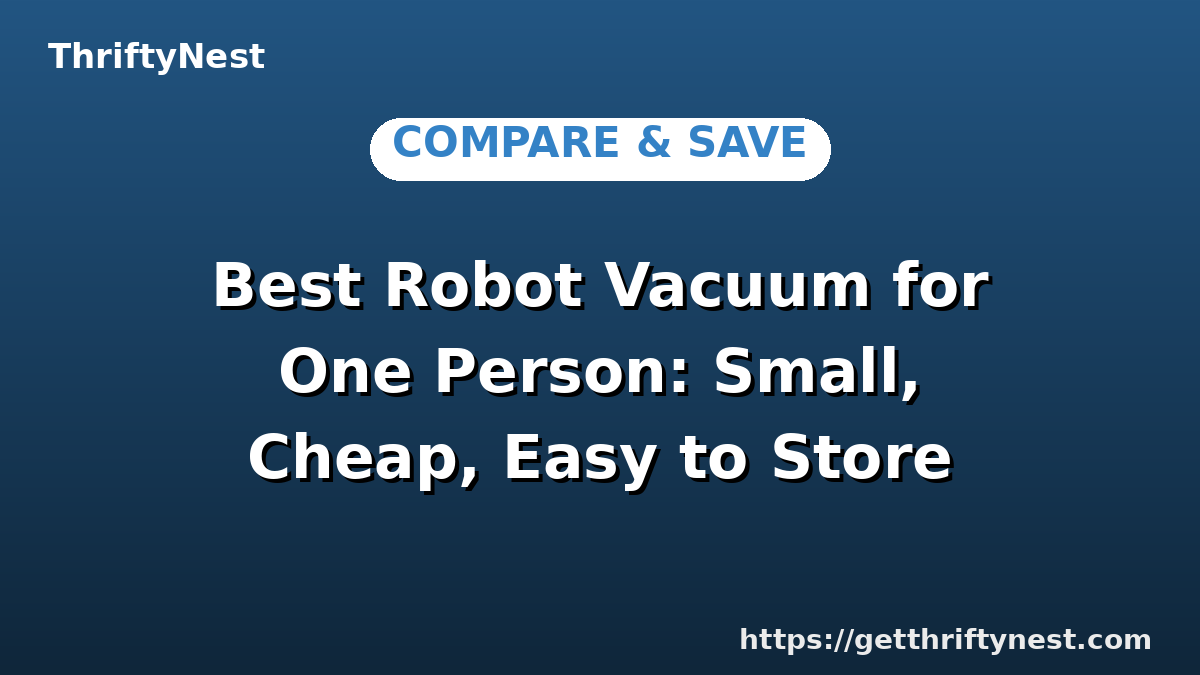 ThriftyNest
COMPARE & SAVE
Best Robot Vacuum for
One Person: Small,
Cheap, Easy to Store
https://getthriftynest.com